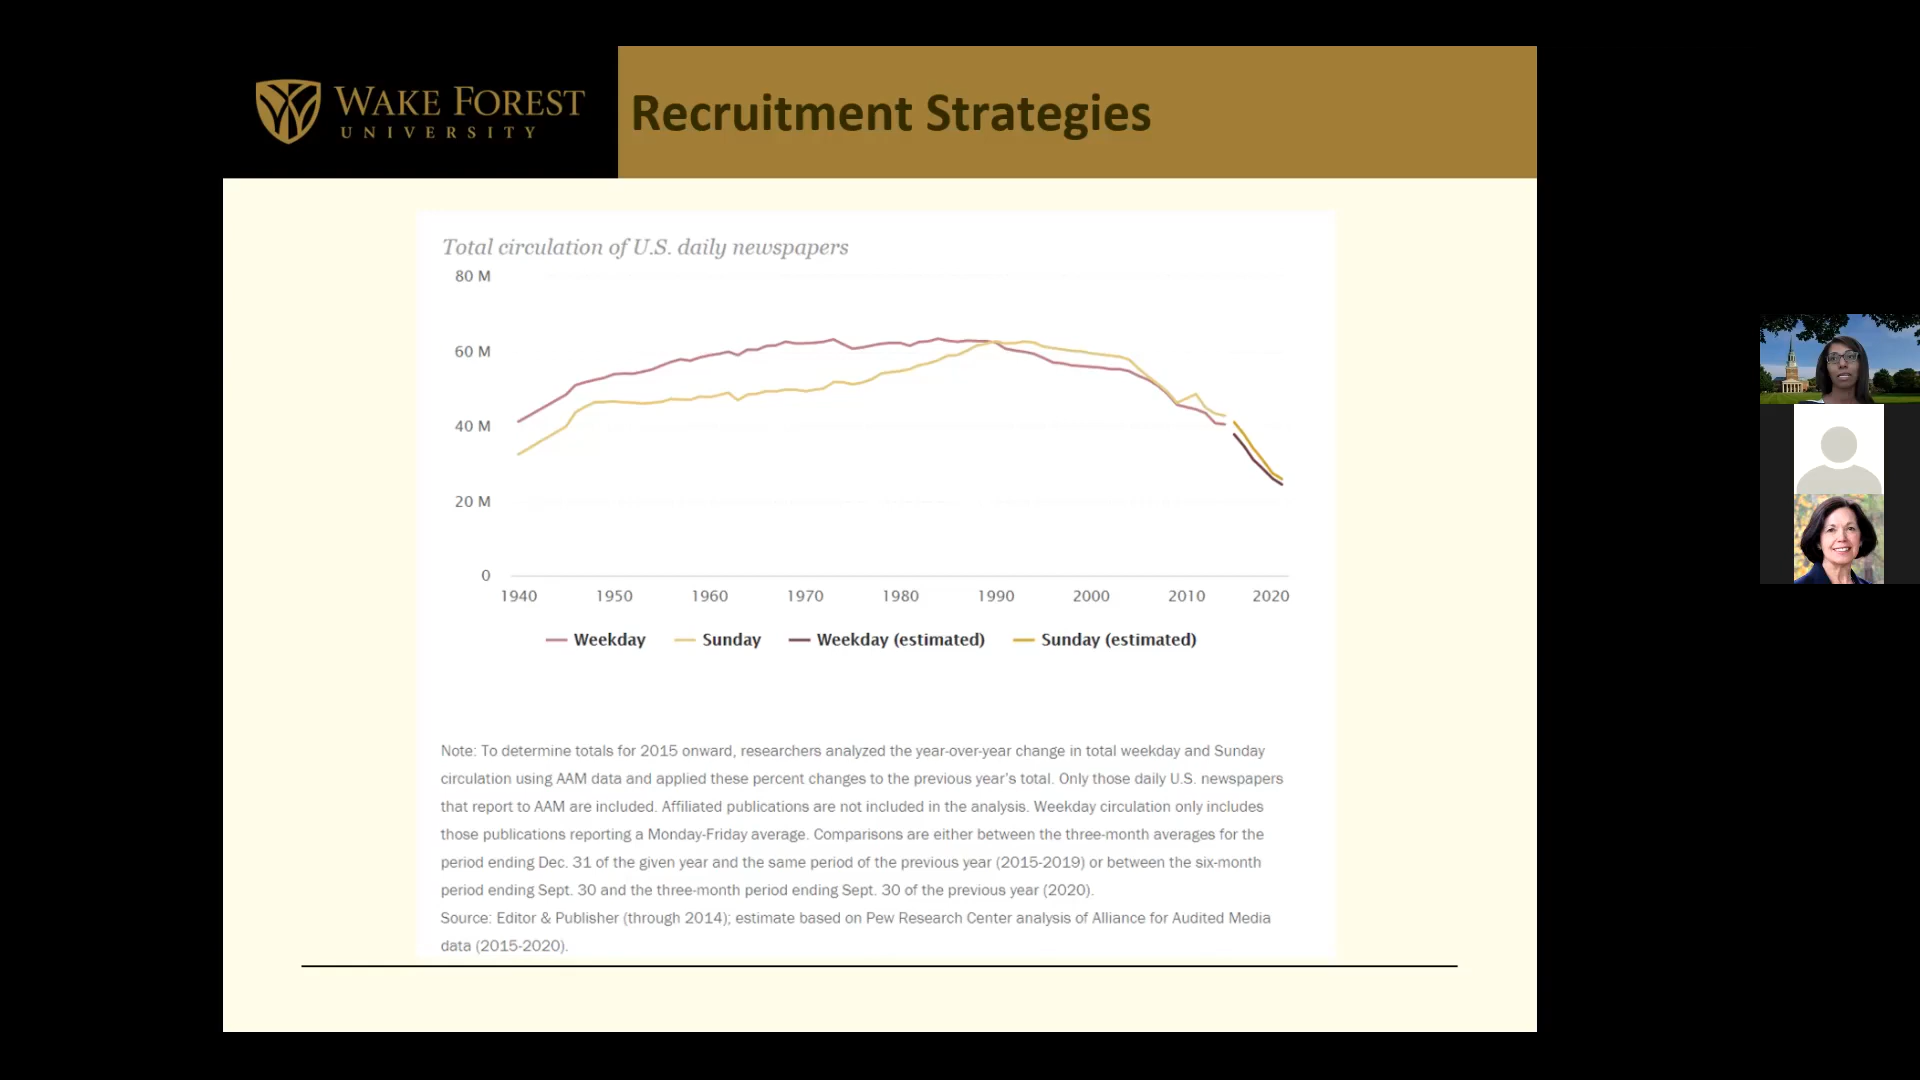 WAKE FOREST
UNIVERSITY
Recruitment Strategies
Total circulation of U.S. daily newspapers
80 M
60 M
40 M
20 M
0
1940 1950 1960 1970 1980 1990 2000 2010 2020
Weekday Sunday Weekday (estimated) Sunday (estimated)
Note: To determine totals for 2015 onward, researchers analyzed the year-over-year change in total weekday and Sunday
circulation using AAM data and applied these percent changes to the previous year's total. Only those daily U.S. newspapers
that report to AAM are included. Affiliated publications are not included in the analysis. Weekday circulation only includes
those publications reporting a Monday-Friday average. Comparisons are either between the three-month averages for the
period ending Dec. 31 of the given year and the same period of the previous year (2015-2019) or between the six-month
period ending Sept. 30 and the three-month period ending Sept. 30 of the previous year (2020).
Source: Editor & Publisher (through 2014); estimate based on Pew Research Center analysis of Alliance for Audited Media
data (2015-2020).